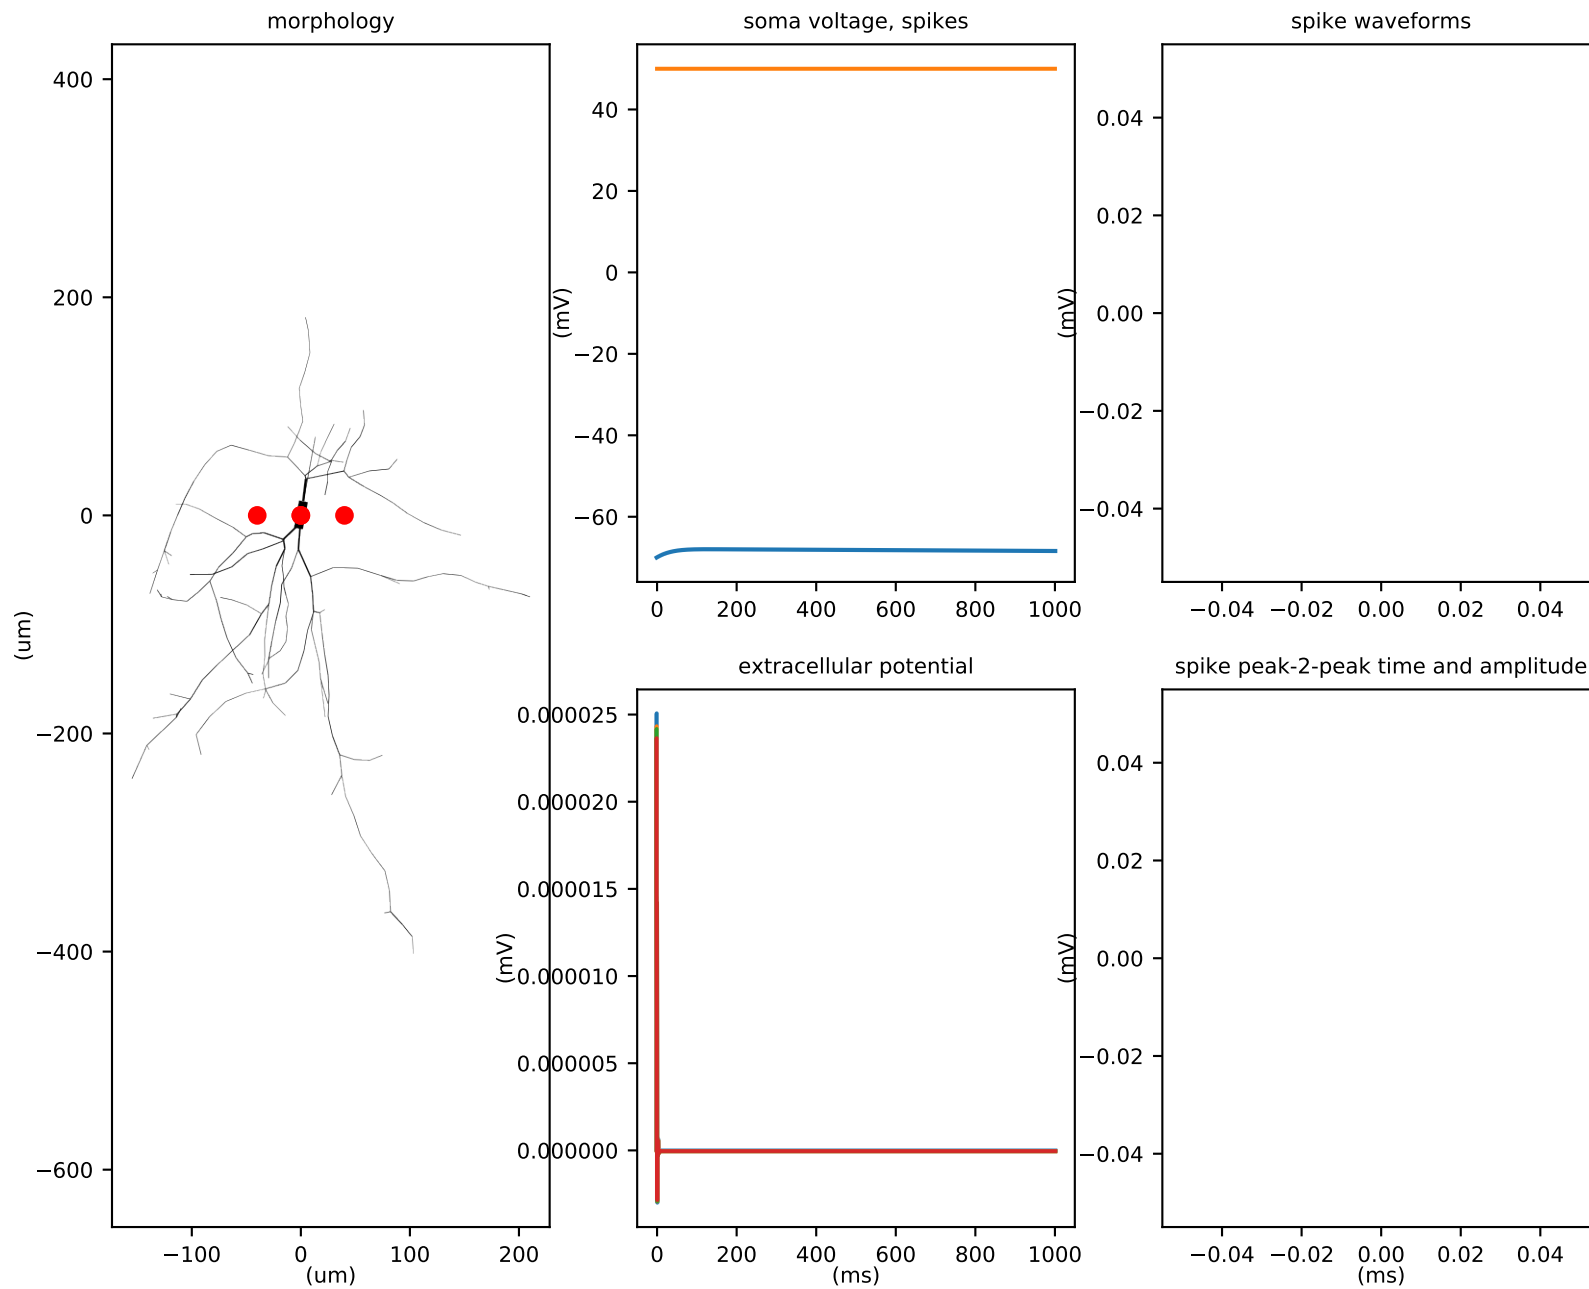 morphology
400
200
0
−200
−400
−600
(um)
−100 0 100 200
(um)
soma voltage, spikes
40
20
0
−20
−40
−60
(mV)
0 200 400 600 800 1000
spike waveforms
0.04
0.02
0.00
−0.02
−0.04
(mV)
−0.04 −0.02 0.00 0.02 0.04
extracellular potential
0.000025
0.000020
0.000015
0.000010
0.000005
0.000000
(mV)
0 200 400 600 800 1000
(ms)
spike peak-2-peak time and amplitude
0.04
0.02
0.00
−0.02
−0.04
(mV)
−0.04 −0.02 0.00 0.02 0.04
(ms)